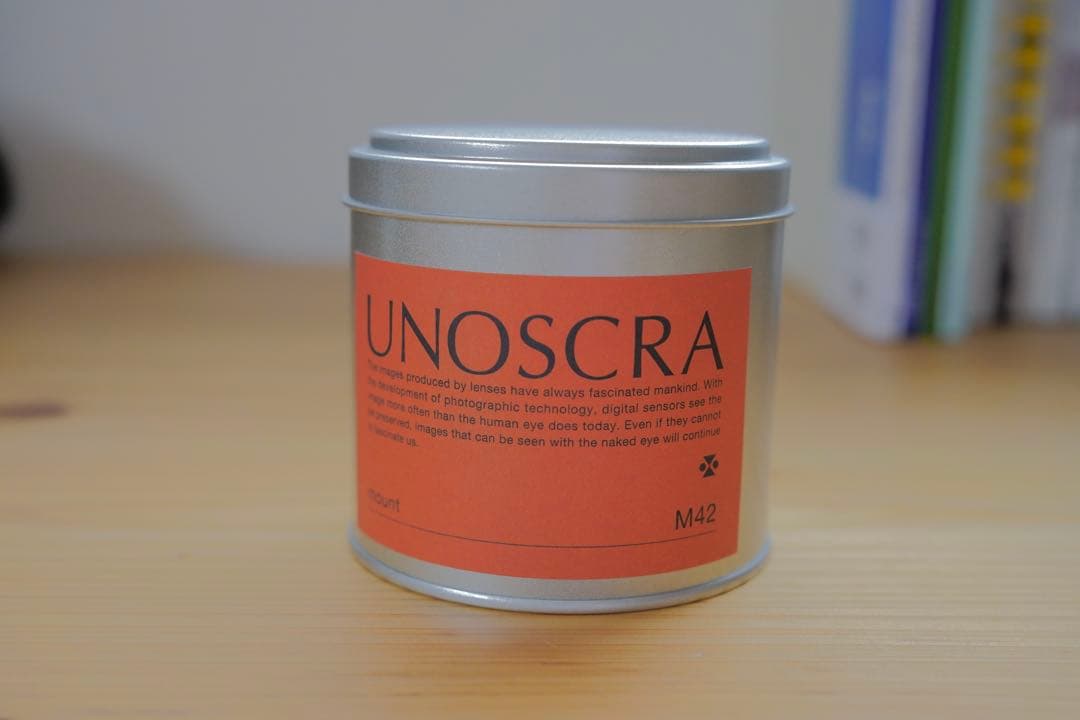 UNOSCRA
The images produced by lenses have always fascinated mankind. With
the development of photographic technology, digital sensors see the
image more often than the human eye does today. Even if they cannot
be preserved, images that can be seen with the naked eye will continue
to fascinate us.
mount
M42